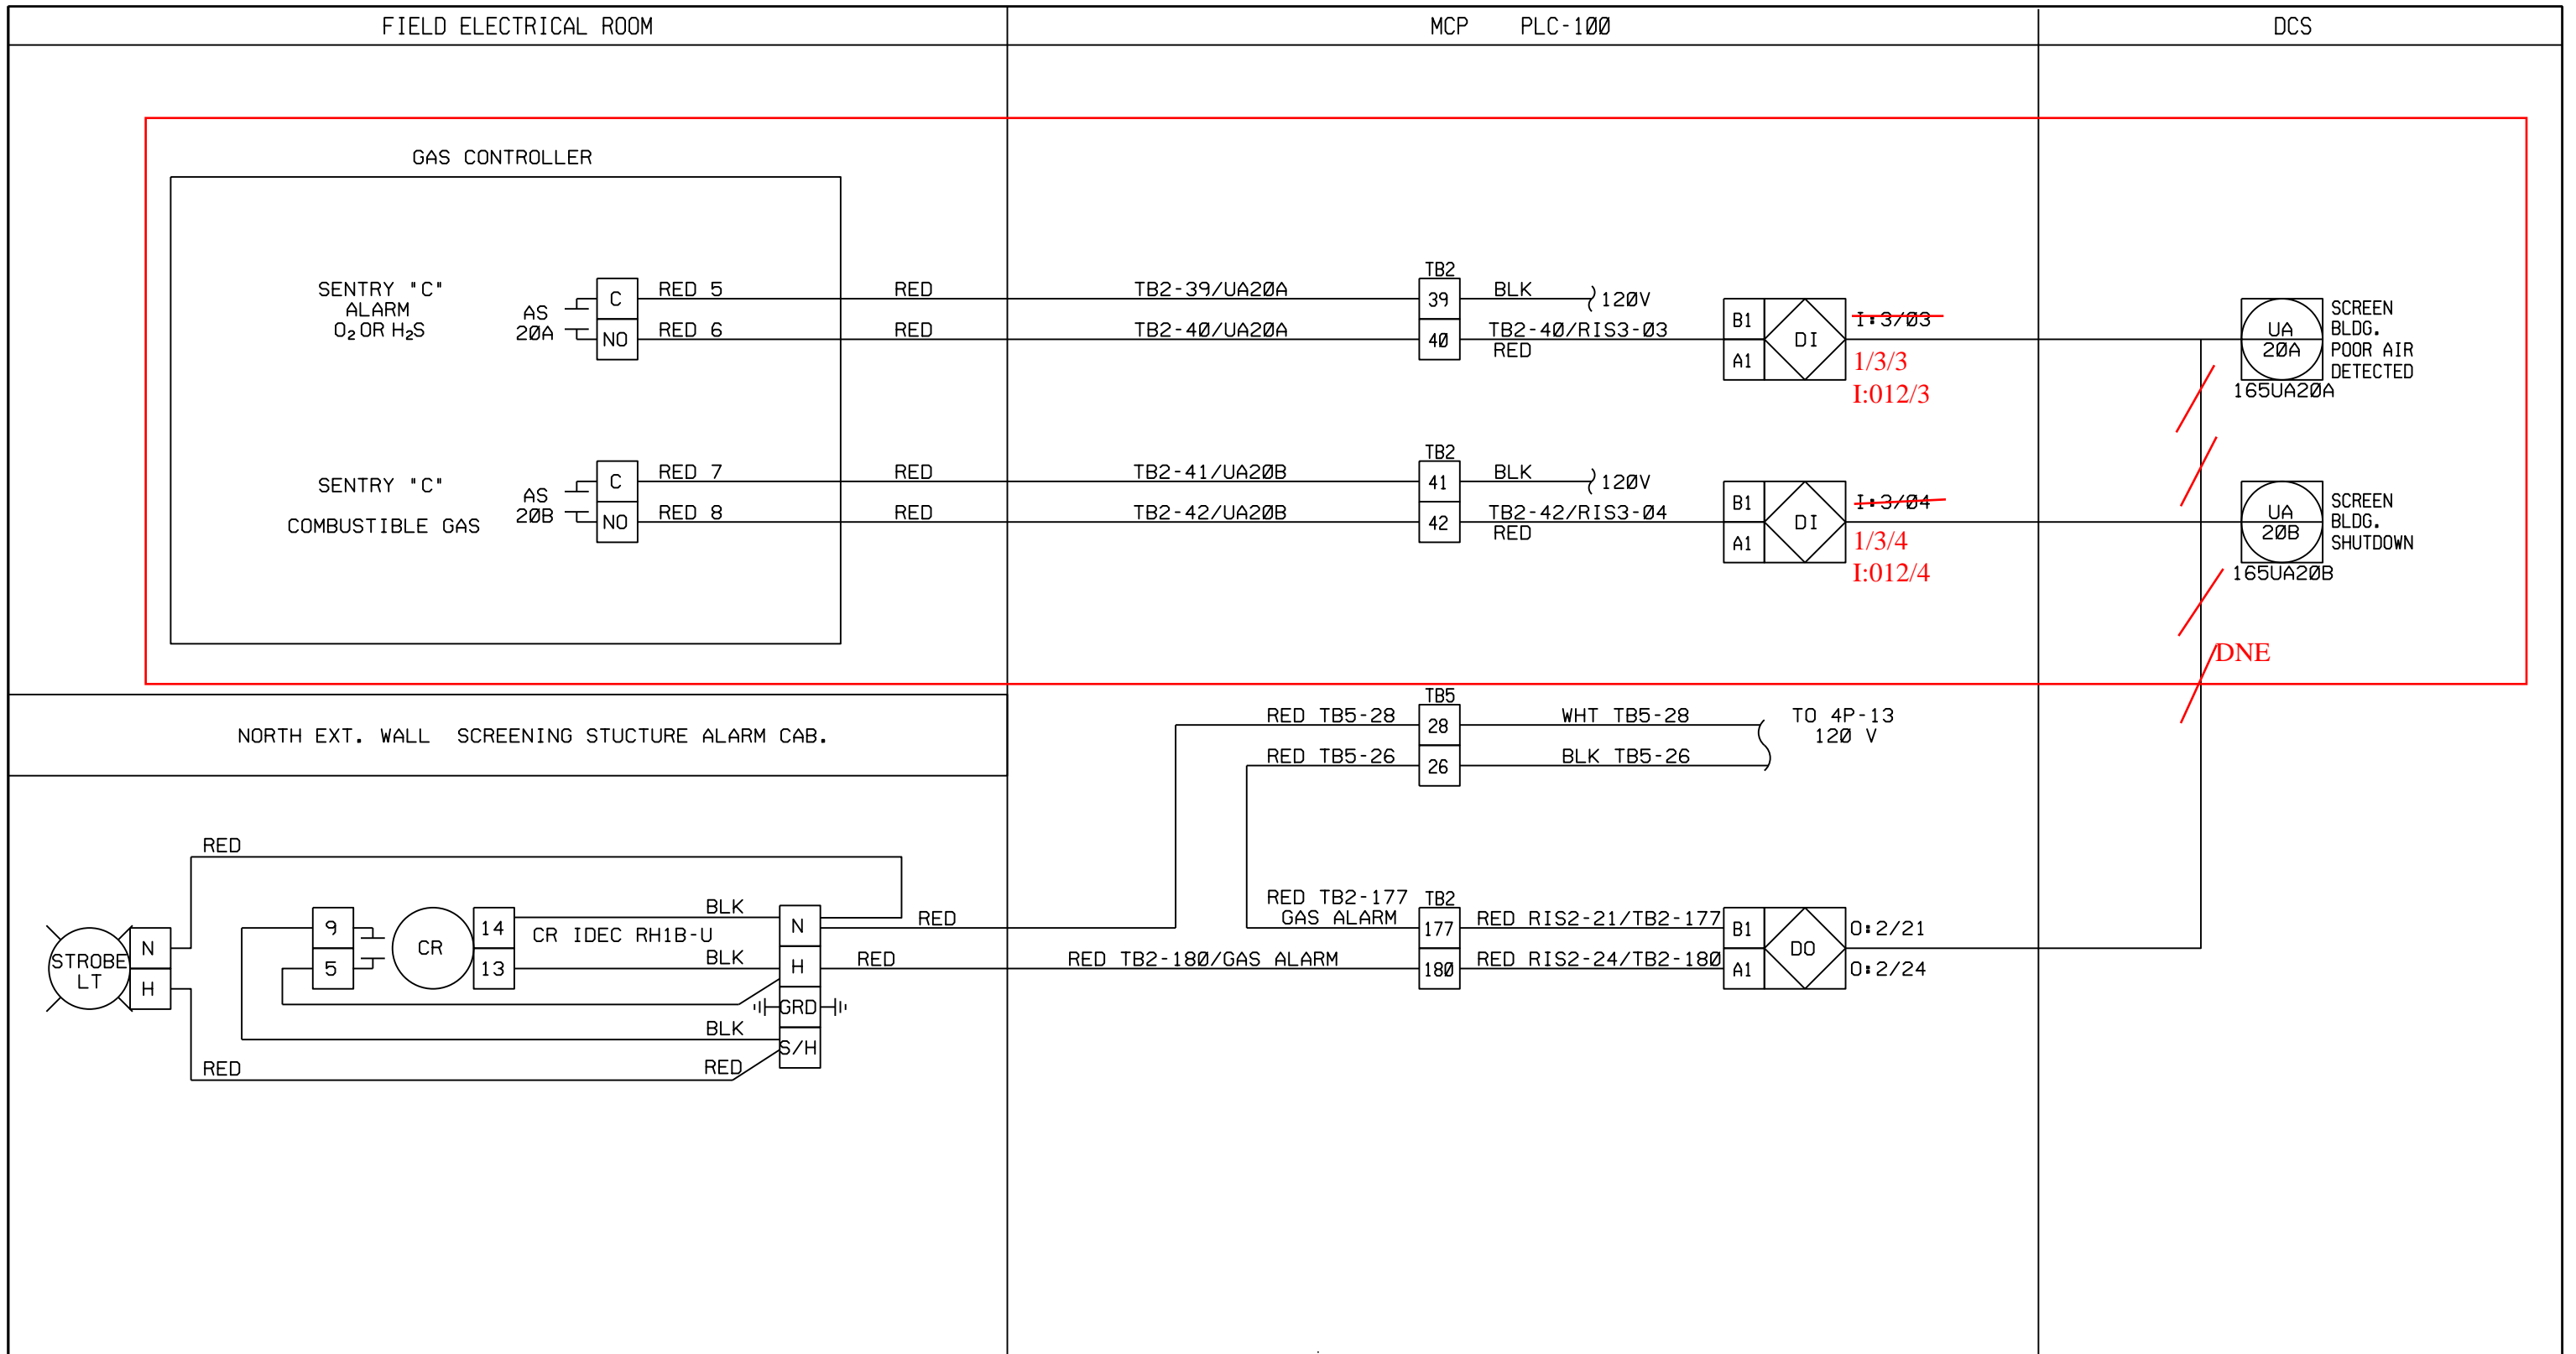 FIELD ELECTRICAL ROOM
MCP PLC-100
DCS
GAS CONTROLLER
SENTRY "C"
ALARM
O₂ OR H₂S
AS
20A
C
NO
RED 5
RED 6
RED
RED
TB2-39/UA20A
TB2-40/UA20A
TB2
39
40
BLK
120V
TB2-40/RIS3-03
RED
B1
A1
DI
I:3/03
1/3/3
I:012/3
UA
20A
165UA20A
SCREEN
BLDG.
POOR AIR
DETECTED
SENTRY "C"
COMBUSTIBLE GAS
AS
20B
C
NO
RED 7
RED 8
RED
RED
TB2-41/UA20B
TB2-42/UA20B
TB2
41
42
BLK
120V
TB2-42/RIS3-04
RED
B1
A1
DI
I:3/04
1/3/4
I:012/4
UA
20B
165UA20B
SCREEN
BLDG.
SHUTDOWN
DNE
NORTH EXT. WALL SCREENING STUCTURE ALARM CAB.
RED TB5-28
RED TB5-26
TB5
28
26
WHT TB5-28
BLK TB5-26
TO 4P-13
120 V
RED
STROBE
LT
N
H
RED
9
5
CR
14
13
BLK
CR IDEC RH1B-U
BLK
BLK
RED
N
H
GRD
S/H
RED
RED
RED TB2-177
GAS ALARM
RED TB2-180/GAS ALARM
TB2
177
180
RED RIS2-21/TB2-177
RED RIS2-24/TB2-180
B1
A1
DO
O:2/21
O:2/24